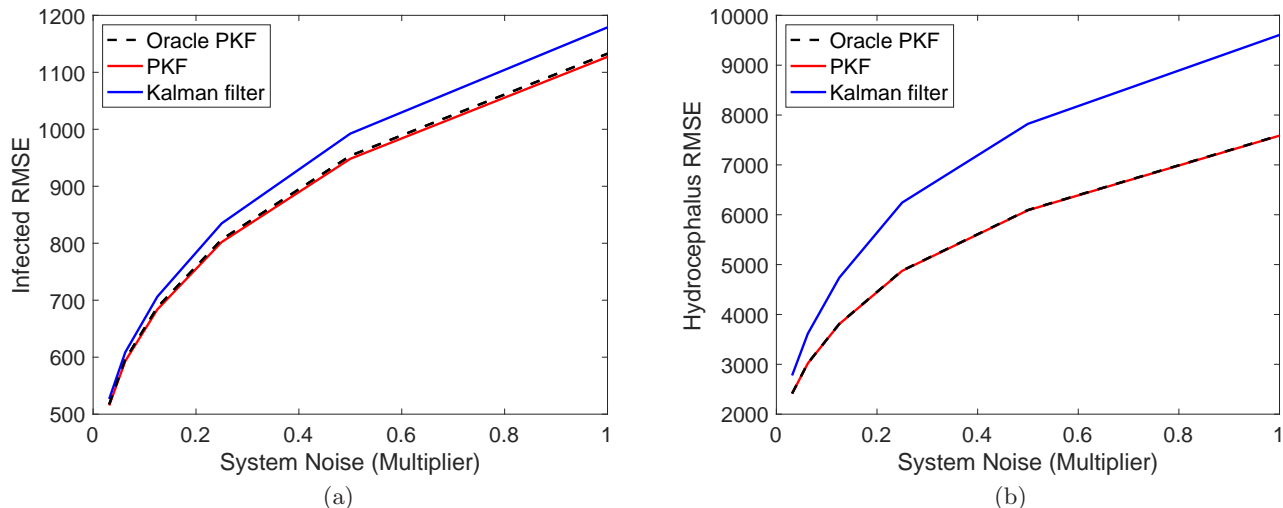 1200
1100
1000
900
800
700
600
500
Infected RMSE
Oracle PKF
PKF
Kalman filter
0 0.2 0.4 0.6 0.8 1
System Noise (Multiplier)
(a)
10000
9000
8000
7000
6000
5000
4000
3000
2000
Hydrocephalus RMSE
Oracle PKF
PKF
Kalman filter
0 0.2 0.4 0.6 0.8 1
System Noise (Multiplier)
(b)